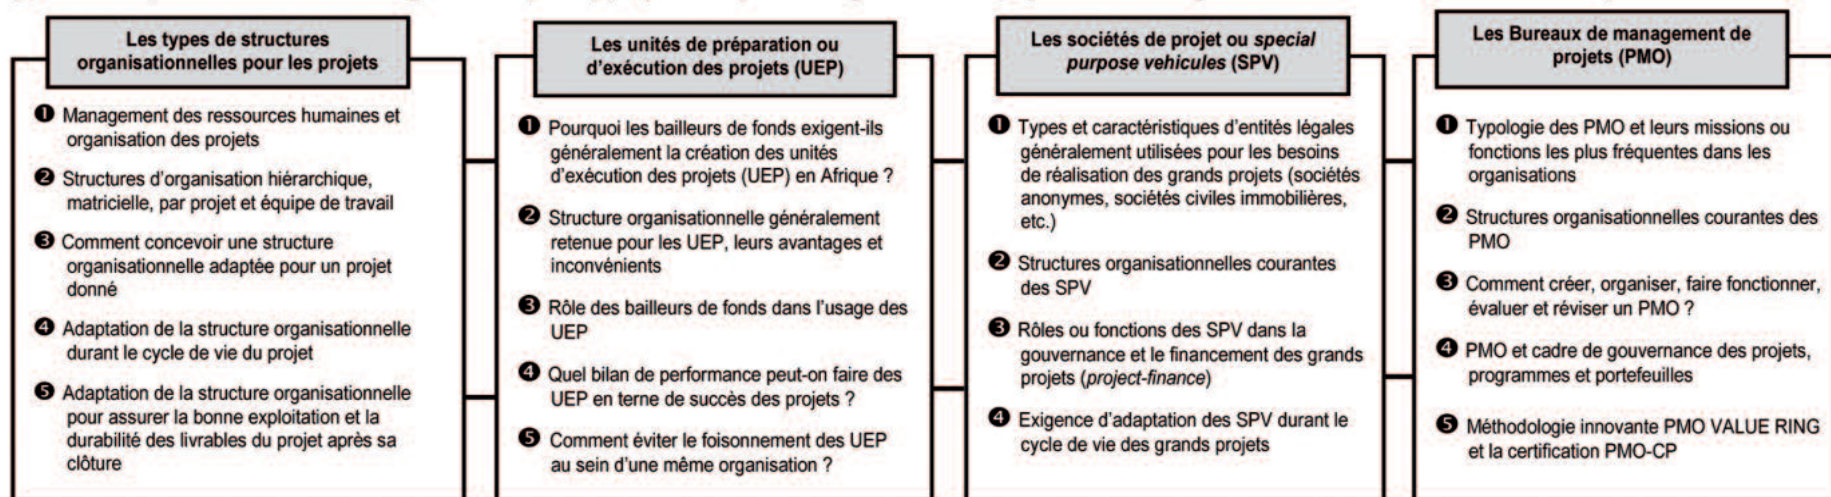 Les types de structures
organisationnelles pour les projets
❶ Management des ressources humaines et
organisation des projets
❷ Structures d'organisation hiérarchique,
matricielle, par projet et équipe de travail
❸ Comment concevoir une structure
organisationnelle adaptée pour un projet
donné
❹ Adaptation de la structure organisationnelle
durant le cycle de vie du projet
❺ Adaptation de la structure organisationnelle
pour assurer la bonne exploitation et la
durabilité des livrables du projet après sa
clôture
Les unités de préparation ou
d'exécution des projets (UEP)
❶ Pourquoi les bailleurs de fonds exigent-ils
généralement la création des unités
d'exécution des projets (UEP) en Afrique ?
❷ Structure organisationnelle généralement
retenue pour les UEP, leurs avantages et
inconvénients
❸ Rôle des bailleurs de fonds dans l'usage des
UEP
❹ Quel bilan de performance peut-on faire des
UEP en terne de succès des projets ?
❺ Comment éviter le foisonnement des UEP
au sein d'une même organisation ?
Les sociétés de projet ou special
purpose vehicules (SPV)
❶ Types et caractéristiques d'entités légales
généralement utilisées pour les besoins
de réalisation des grands projets (sociétés
anonymes, sociétés civiles immobilières,
etc.)
❷ Structures organisationnelles courantes
des SPV
❸ Rôles ou fonctions des SPV dans la
gouvernance et le financement des grands
projets (project-finance)
❹ Exigence d'adaptation des SPV durant le
cycle de vie des grands projets
Les Bureaux de management de
projets (PMO)
❶ Typologie des PMO et leurs missions ou
fonctions les plus fréquentes dans les
organisations
❷ Structures organisationnelles courantes des
PMO
❸ Comment créer, organiser, faire fonctionner,
évaluer et réviser un PMO ?
❹ PMO et cadre de gouvernance des projets,
programmes et portefeuilles
❺ Méthodologie innovante PMO VALUE RING
et la certification PMO-CP